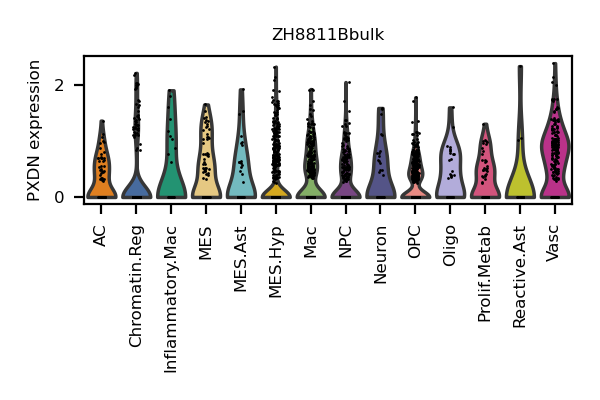 ZH8811Bbulk
PXDN expression
2
0
AC
Chromatin.Reg
Inflammatory.Mac
MES
MES.Ast
MES.Hyp
Mac
NPC
Neuron
OPC
Oligo
Prolif.Metab
Reactive.Ast
Vasc